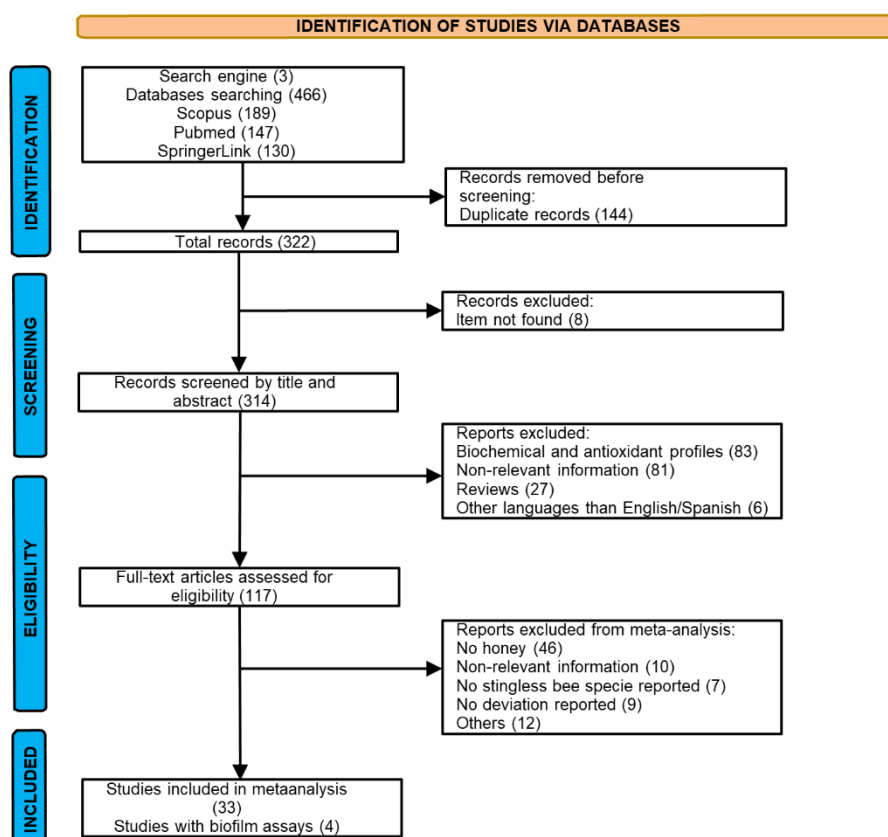 IDENTIFICATION OF STUDIES VIA DATABASES
IDENTIFICATION
Search engine (3)
Databases searching (466)
Scopus (189)
Pubmed (147)
SpringerLink (130)
Records removed before
screening:
Duplicate records (144)
Total records (322)
SCREENING
Records excluded:
Item not found (8)
Records screened by title and
abstract (314)
Reports excluded:
Biochemical and antioxidant profiles (83)
Non-relevant information (81)
Reviews (27)
Other languages than English/Spanish (6)
ELIGIBILITY
Full-text articles assessed for
eligibility (117)
Reports excluded from meta-analysis:
No honey (46)
Non-relevant information (10)
No stingless bee specie reported (7)
No deviation reported (9)
Others (12)
INCLUDED
Studies included in metaanalysis
(33)
Studies with biofilm assays (4)